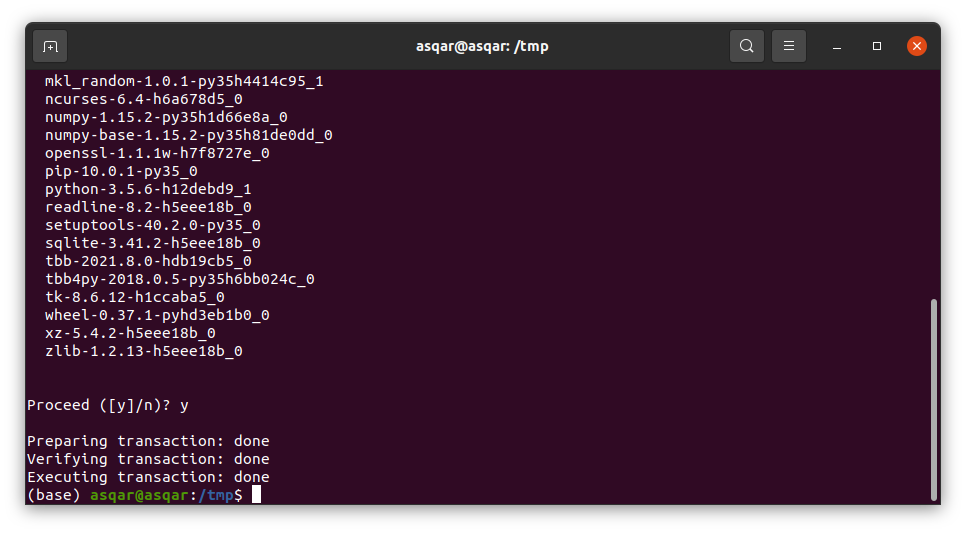 asqar@asqar: /tmp
mkl_random-1.0.1-py35h4414c95_1
ncurses-6.4-h6a678d5_0
numpy-1.15.2-py35h1d66e8a_0
numpy-base-1.15.2-py35h81de0dd_0
openssl-1.1.1w-h7f8727e_0
pip-10.0.1-py35_0
python-3.5.6-h12debd9_1
readline-8.2-h5eee18b_0
setuptools-40.2.0-py35_0
sqlite-3.41.2-h5eee18b_0
tbb-2021.8.0-hdb19cb5_0
tbb4py-2018.0.5-py35h6bb024c_0
tk-8.6.12-h1ccaba5_0
wheel-0.37.1-pyhd3eb1b0_0
xz-5.4.2-h5eee18b_0
zlib-1.2.13-h5eee18b_0
Proceed ([y]/n)? y
Preparing transaction: done
Verifying transaction: done
Executing transaction: done
(base) asqar@asqar:/tmp$